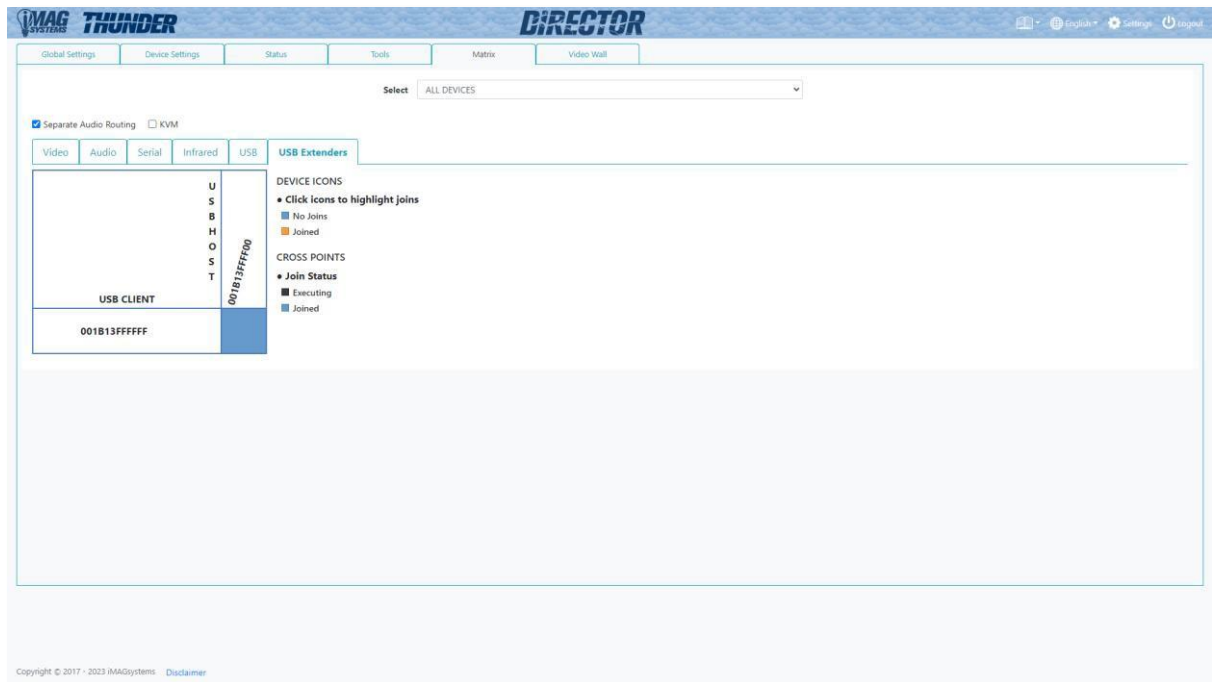 iMAG SYSTEMS THUNDER DiRECTOR English Settings Logout
Global Settings Device Settings Status Tools Matrix Video Wall
Select ALL DEVICES
Separate Audio Routing KVM
Video Audio Serial Infrared USB USB Extenders
USB HOST
001B13FFFF00
USB CLIENT
001B13FFFFFF
DEVICE ICONS
• Click icons to highlight joins
No Joins
Joined
CROSS POINTS
• Join Status
Executing
Joined
Copyright © 2017 - 2023 iMAGsystems Disclaimer